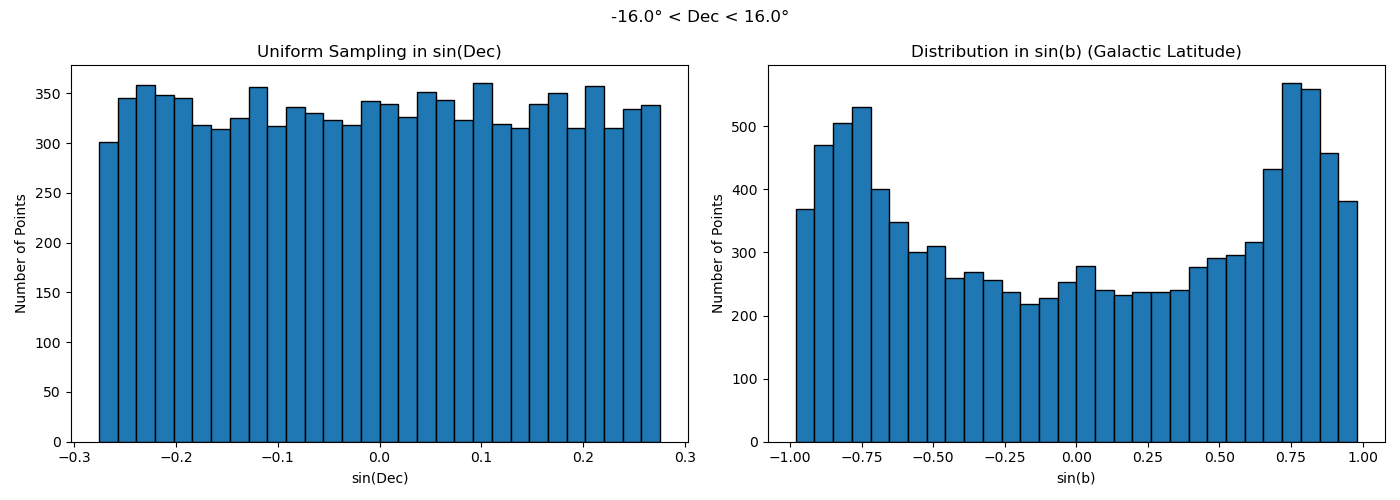 -16.0° < Dec < 16.0°
Uniform Sampling in sin(Dec)
Number of Points
350
300
250
200
150
100
50
0
−0.3 −0.2 −0.1 0.0 0.1 0.2 0.3
sin(Dec)
Distribution in sin(b) (Galactic Latitude)
Number of Points
500
400
300
200
100
0
−1.00 −0.75 −0.50 −0.25 0.00 0.25 0.50 0.75 1.00
sin(b)